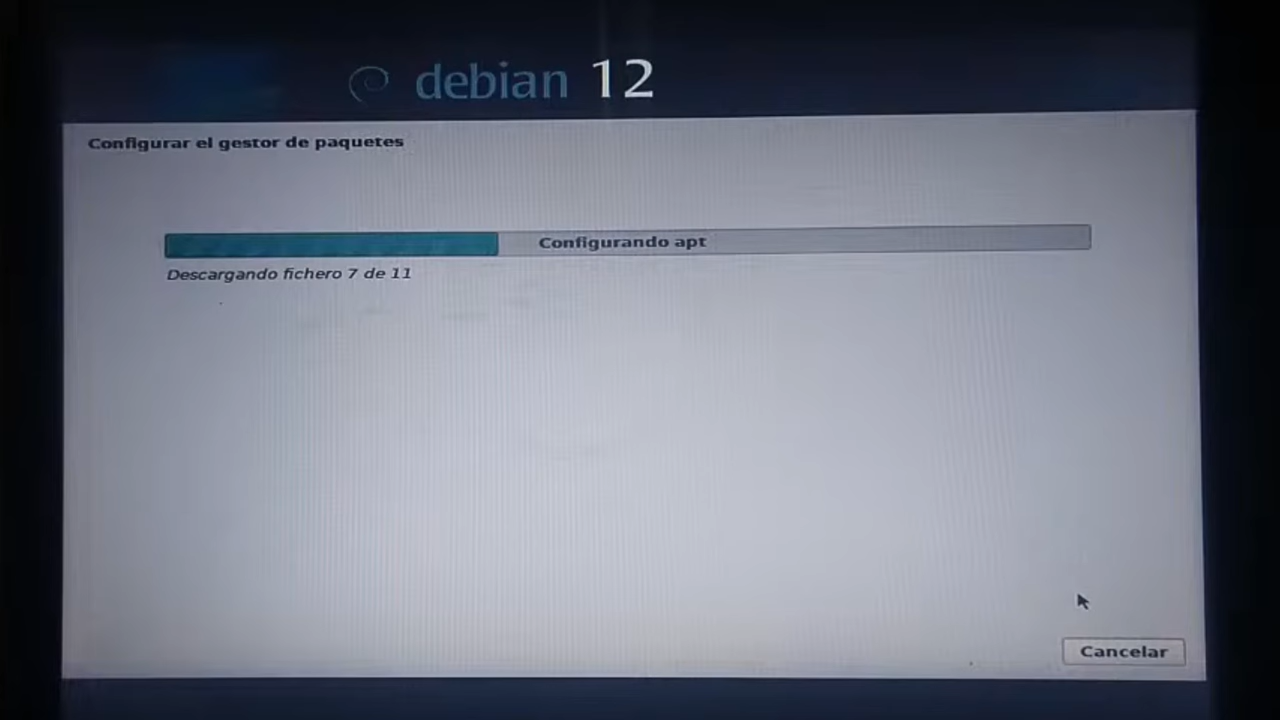 debian 12
Configurar el gestor de paquetes
Configurando apt
Descargando fichero 7 de 11
Cancelar